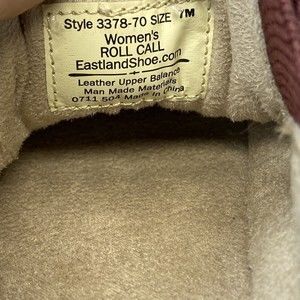 Style 3378-70 SIZE 7M
Women's
ROLL CALL
EastlandShoe.com
Leather Upper Balance
Man Made Materials
0711 504 Made in China